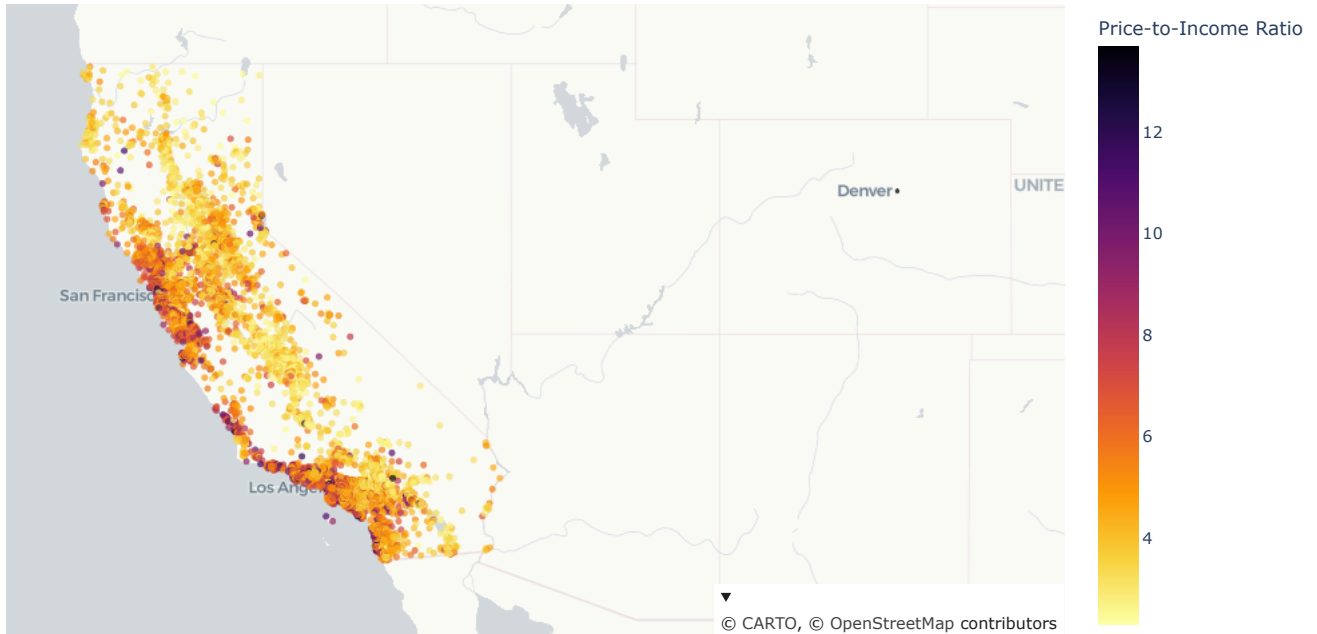 Price-to-Income Ratio
12
10
8
6
4
Denver
UNITE
San Francisc
Los Ange
© CARTO, © OpenStreetMap contributors